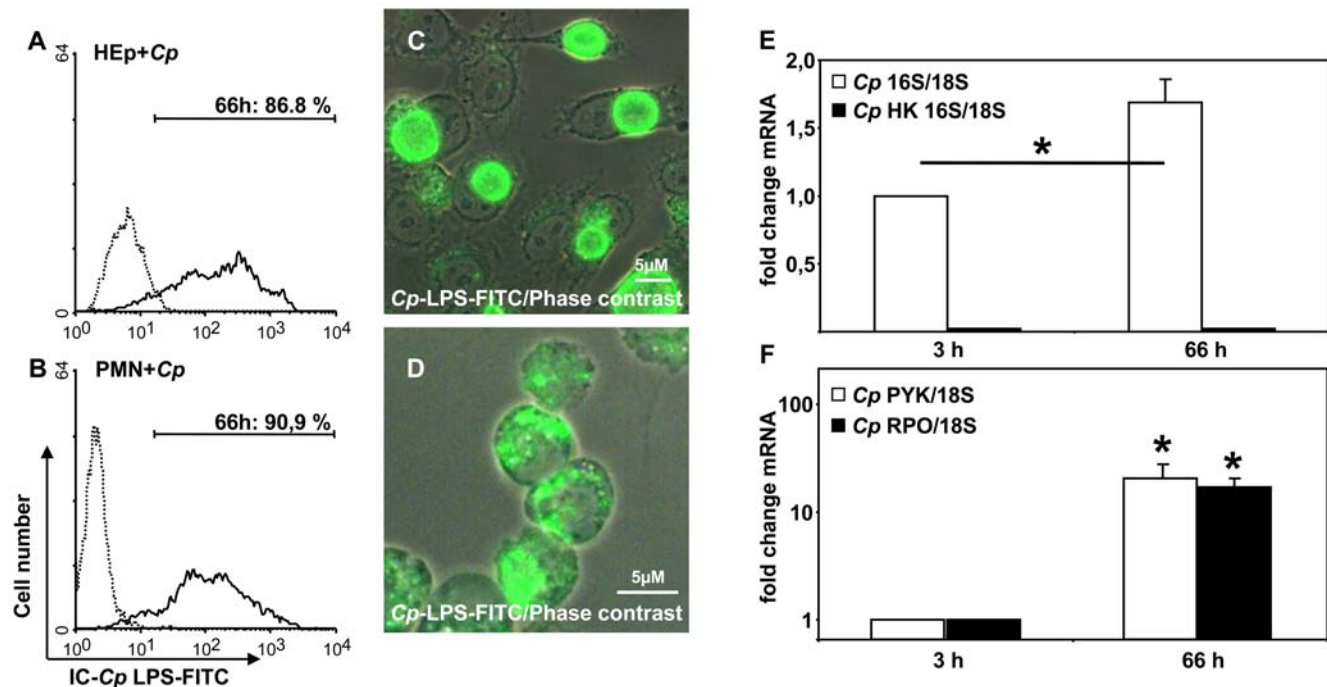 A
HEp+Cp
64
66h: 86.8 %
0
10⁰ 10¹ 10² 10³ 10⁴
B
PMN+Cp
64
66h: 90,9 %
Cell number
0
10⁰ 10¹ 10² 10³ 10⁴
IC-Cp LPS-FITC
C
5µM
Cp-LPS-FITC/Phase contrast
D
5µM
Cp-LPS-FITC/Phase contrast
E
fold change mRNA
2,0
1,5
1,0
0,5
Cp 16S/18S
Cp HK 16S/18S
*
3 h 66 h
F
fold change mRNA
100
10
1
Cp PYK/18S
Cp RPO/18S
* *
3 h 66 h